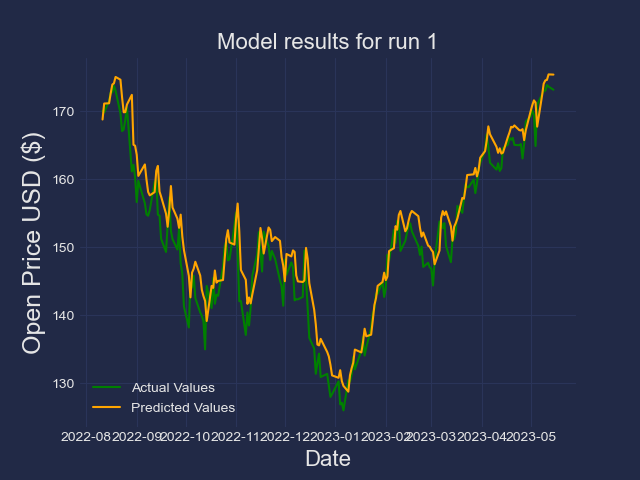 Model results for run 1
Open Price USD ($)
170
160
150
140
130
Actual Values
Predicted Values
2022-08 2022-09 2022-10 2022-11 2022-12 2023-01 2023-02 2023-03 2023-04 2023-05
Date